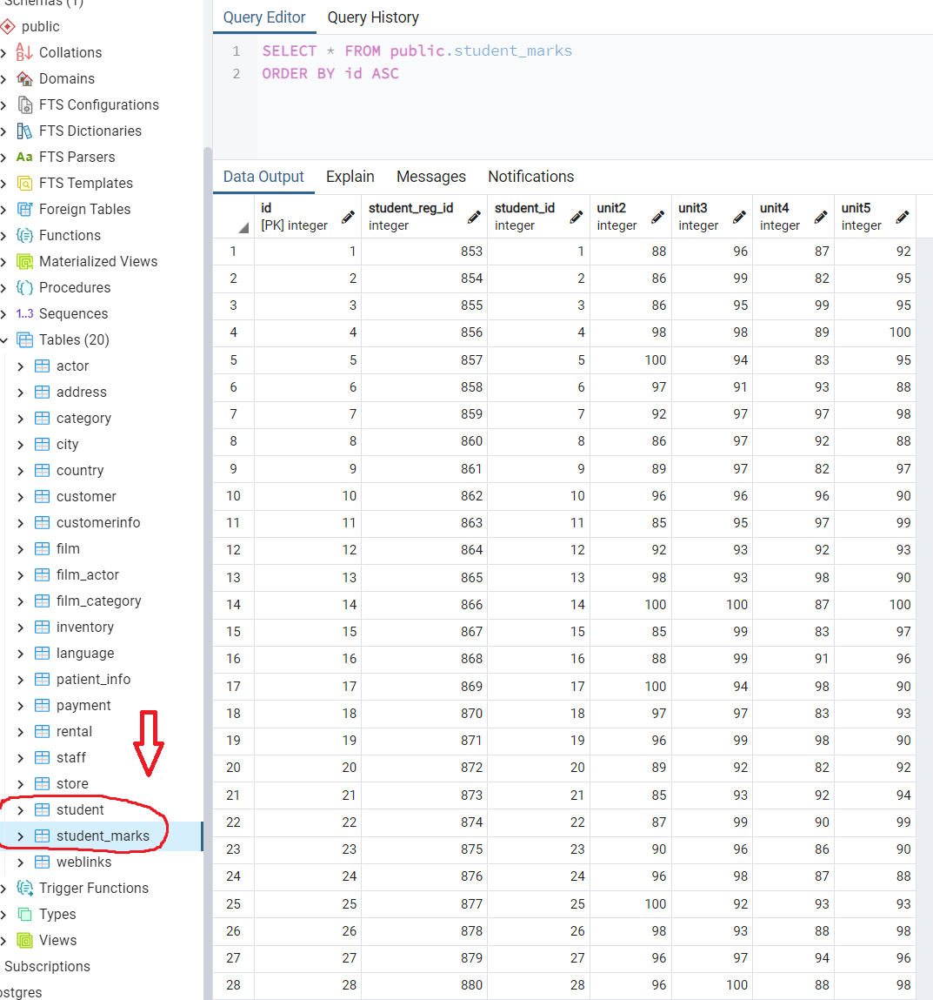 Schemas (1)
public
Collations
Domains
FTS Configurations
FTS Dictionaries
Aa FTS Parsers
FTS Templates
Foreign Tables
Functions
Materialized Views
Procedures
1..3 Sequences
Tables (20)
actor
address
category
city
country
customer
customerinfo
film
film_actor
film_category
inventory
language
patient_info
payment
rental
staff
store
student
student_marks
weblinks
Trigger Functions
Types
Views
Subscriptions
ostgres
Query Editor Query History
1 SELECT * FROM public.student_marks
2 ORDER BY id ASC
Data Output Explain Messages Notifications
id student_reg_id student_id unit2 unit3 unit4 unit5
[PK] integer integer integer integer integer integer integer
1 1 853 1 88 96 87 92
2 2 854 2 86 99 82 95
3 3 855 3 86 95 99 95
4 4 856 4 98 98 89 100
5 5 857 5 100 94 83 95
6 6 858 6 97 91 93 88
7 7 859 7 92 97 97 98
8 8 860 8 86 97 92 88
9 9 861 9 89 97 82 97
10 10 862 10 96 96 96 90
11 11 863 11 85 95 97 99
12 12 864 12 92 93 92 93
13 13 865 13 98 93 98 90
14 14 866 14 100 100 87 100
15 15 867 15 85 99 83 97
16 16 868 16 88 99 91 96
17 17 869 17 100 94 98 90
18 18 870 18 97 97 83 93
19 19 871 19 96 99 98 90
20 20 872 20 89 92 82 92
21 21 873 21 85 93 92 94
22 22 874 22 87 99 90 99
23 23 875 23 90 96 86 90
24 24 876 24 96 98 87 88
25 25 877 25 100 92 93 93
26 26 878 26 98 93 88 98
27 27 879 27 96 97 94 96
28 28 880 28 96 100 88 98